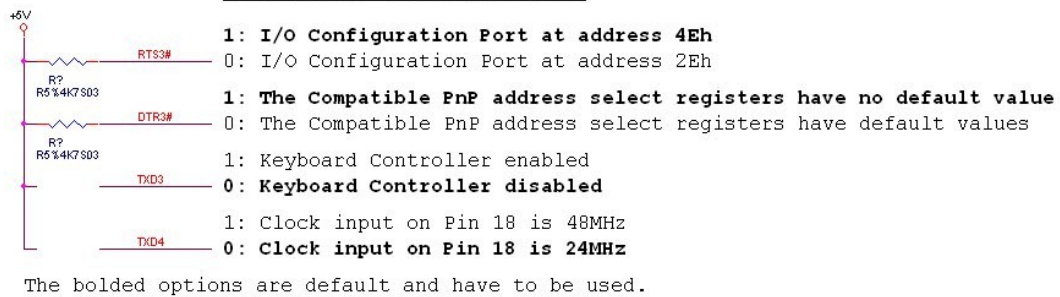 +5V
1: I/O Configuration Port at address 4Eh
RTS3#
0: I/O Configuration Port at address 2Eh
R?
R5%4K7S03
1: The Compatible PnP address select registers have no default value
DTR3#
0: The Compatible PnP address select registers have default values
R?
R5%4K7S03
1: Keyboard Controller enabled
TXD3
0: Keyboard Controller disabled
1: Clock input on Pin 18 is 48MHz
TXD4
0: Clock input on Pin 18 is 24MHz
The bolded options are default and have to be used.